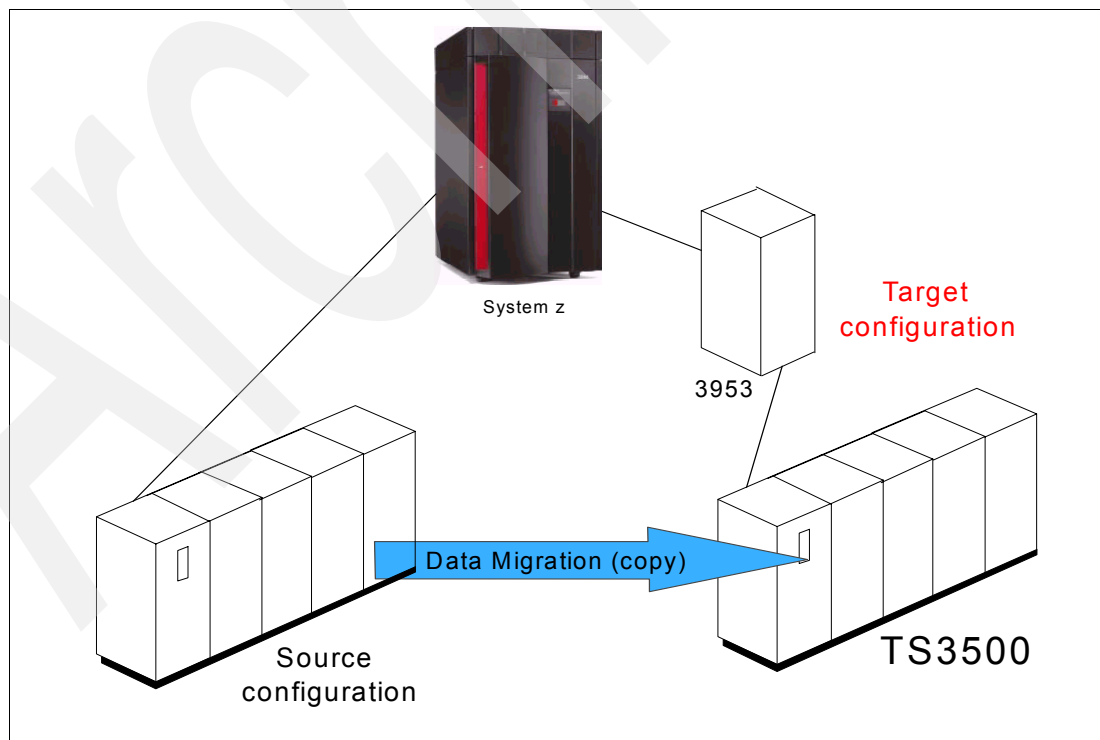 System z
Target
configuration
3953
Data Migration (copy)
Source
configuration
TS3500